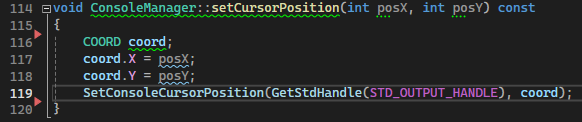 114 void ConsoleManager::setCursorPosition(int posX, int posY) const
115 {
116 COORD coord;
117 coord.X = posX;
118 coord.Y = posY;
119 SetConsoleCursorPosition(GetStdHandle(STD_OUTPUT_HANDLE), coord);
120 }